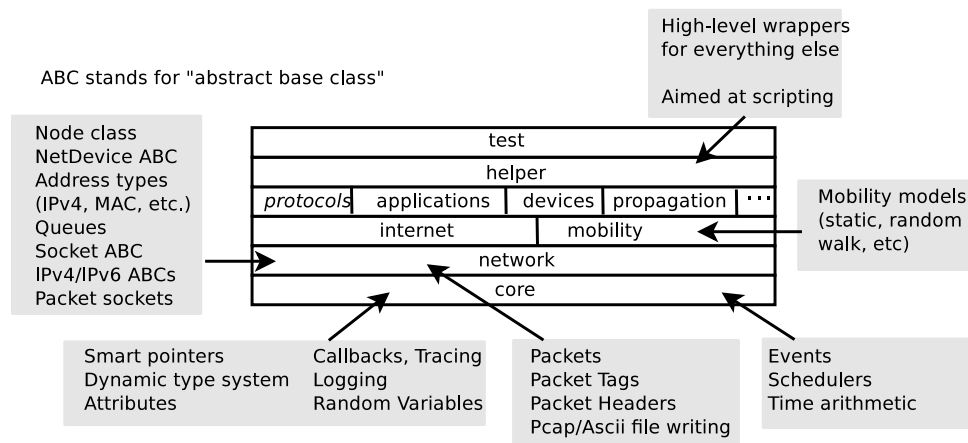 High-level wrappers
for everything else
Aimed at scripting
ABC stands for "abstract base class"
Node class
NetDevice ABC
Address types
(IPv4, MAC, etc.)
Queues
Socket ABC
IPv4/IPv6 ABCs
Packet sockets
test
helper
protocols applications devices propagation ...
internet mobility
network
core
Mobility models
(static, random
walk, etc)
Smart pointers
Dynamic type system
Attributes
Callbacks, Tracing
Logging
Random Variables
Packets
Packet Tags
Packet Headers
Pcap/Ascii file writing
Events
Schedulers
Time arithmetic